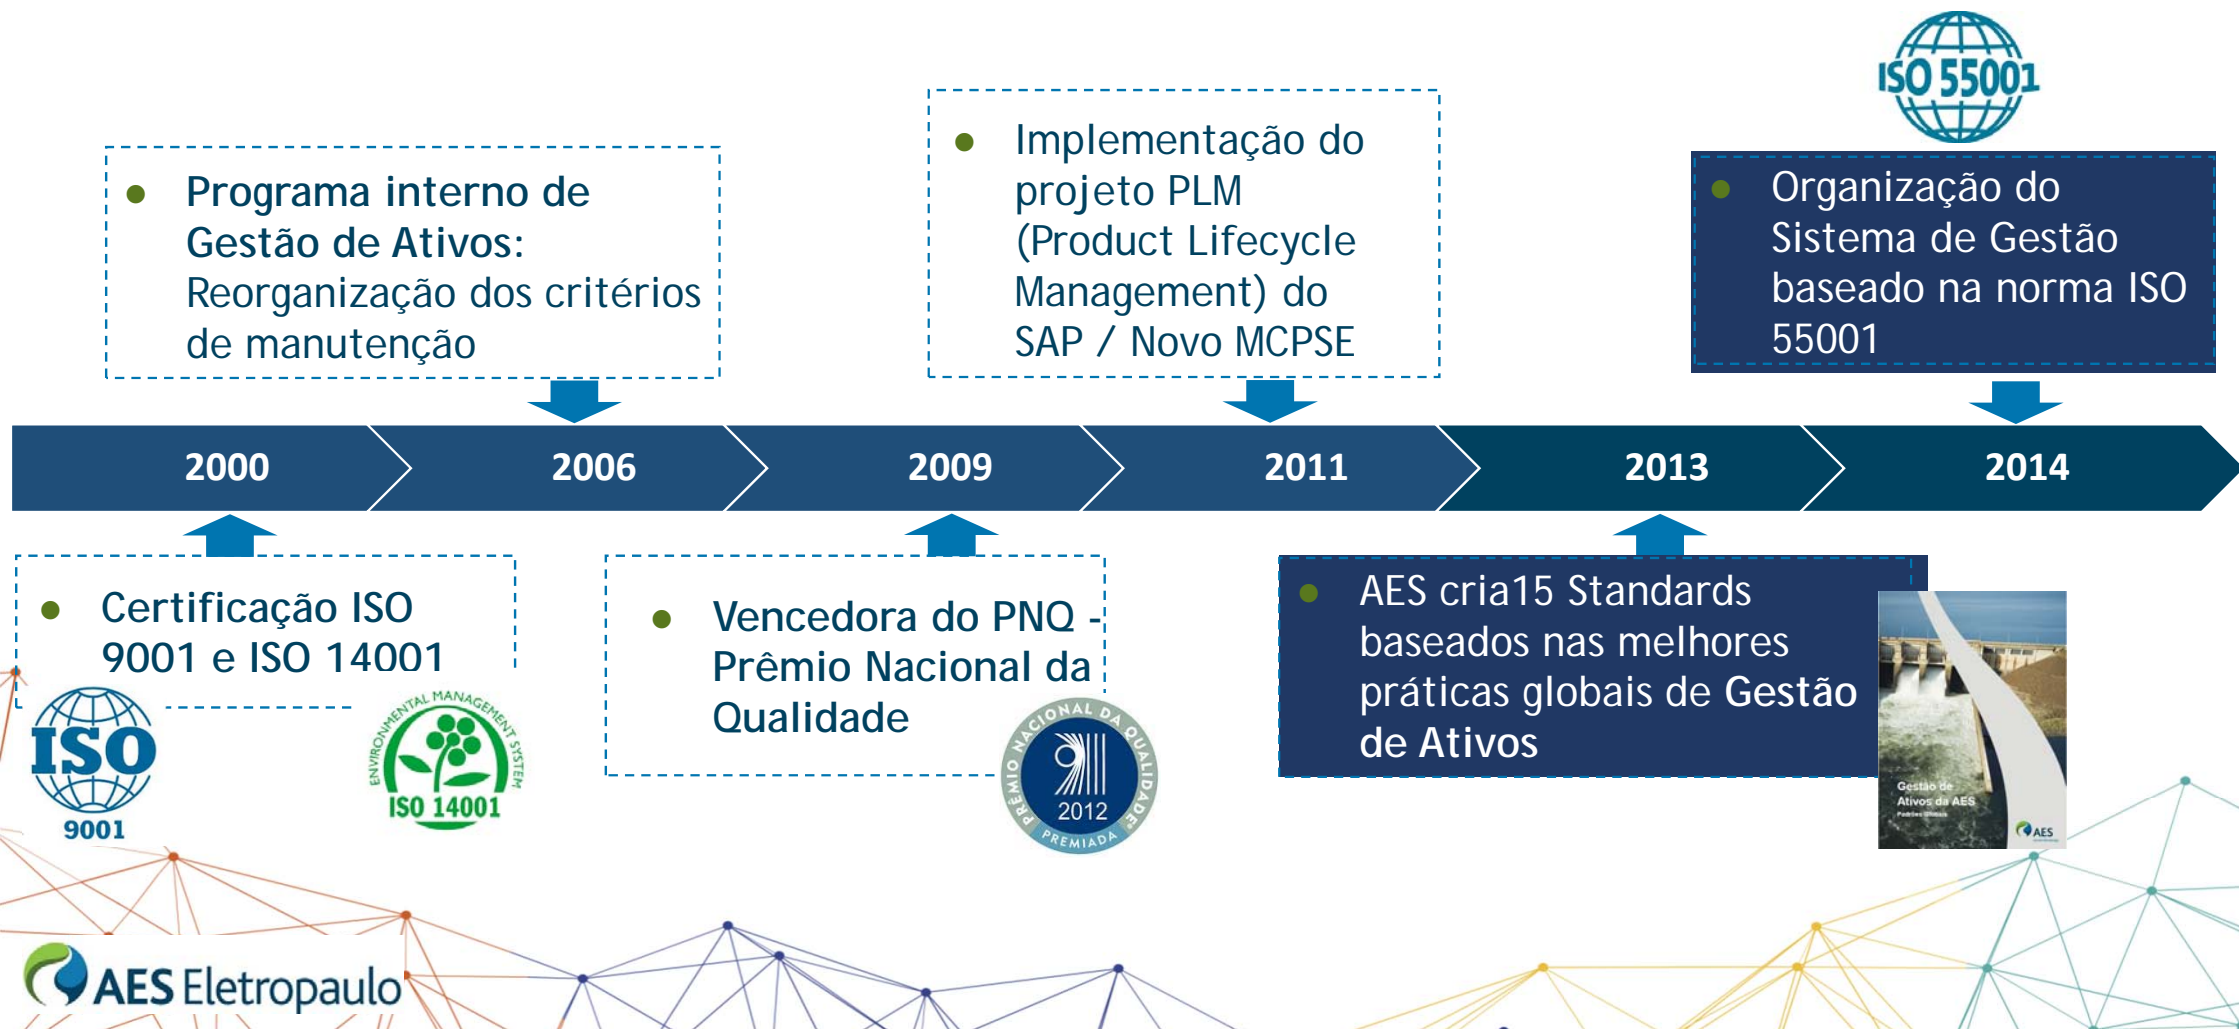 ISO 55001
● Programa interno de
Gestão de Ativos:
Reorganização dos critérios
de manutenção
● Implementação do
projeto PLM
(Product Lifecycle
Management) do
SAP / Novo MCPSE
● Organização do
Sistema de Gestão
baseado na norma ISO
55001
2000
2006
2009
2011
2013
2014
● Certificação ISO
9001 e ISO 14001
ISO
9001
ENVIRONMENTAL MANAGEMENT SYSTEM
ISO 14001
● Vencedora do PNQ -
Prêmio Nacional da
Qualidade
PRÊMIO NACIONAL DA QUALIDADE
2012
PREMIADA
● AES cria15 Standards
baseados nas melhores
práticas globais de Gestão
de Ativos
Gestão de
Ativos da AES
Padrões Globais
AES
AES Eletropaulo